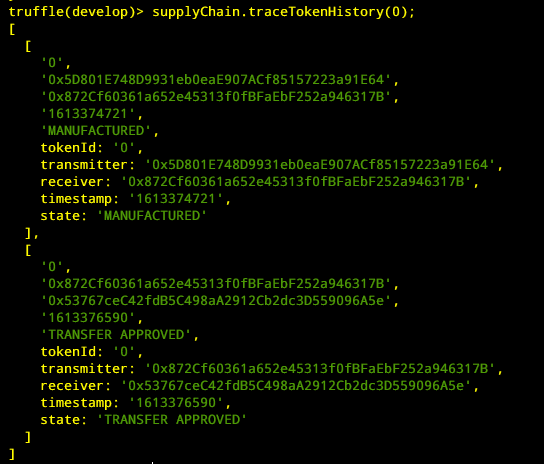 truffle(develop)> supplyChain.traceTokenHistory(0);
[
[
'0',
'0x5D801E748D9931eb0eaE907ACf85157223a91E64',
'0x872Cf60361a652e45313f0fBFaEbF252a946317B',
'1613374721',
'MANUFACTURED',
tokenId: '0',
transmitter: '0x5D801E748D9931eb0eaE907ACf85157223a91E64',
receiver: '0x872Cf60361a652e45313f0fBFaEbF252a946317B',
timestamp: '1613374721',
state: 'MANUFACTURED'
],
[
'0',
'0x872Cf60361a652e45313f0fBFaEbF252a946317B',
'0x53767ceC42fdB5C498aA2912Cb2dc3D559096A5e',
'1613376590',
'TRANSFER APPROVED',
tokenId: '0',
transmitter: '0x872Cf60361a652e45313f0fBFaEbF252a946317B',
receiver: '0x53767ceC42fdB5C498aA2912Cb2dc3D559096A5e',
timestamp: '1613376590',
state: 'TRANSFER APPROVED'
]
]